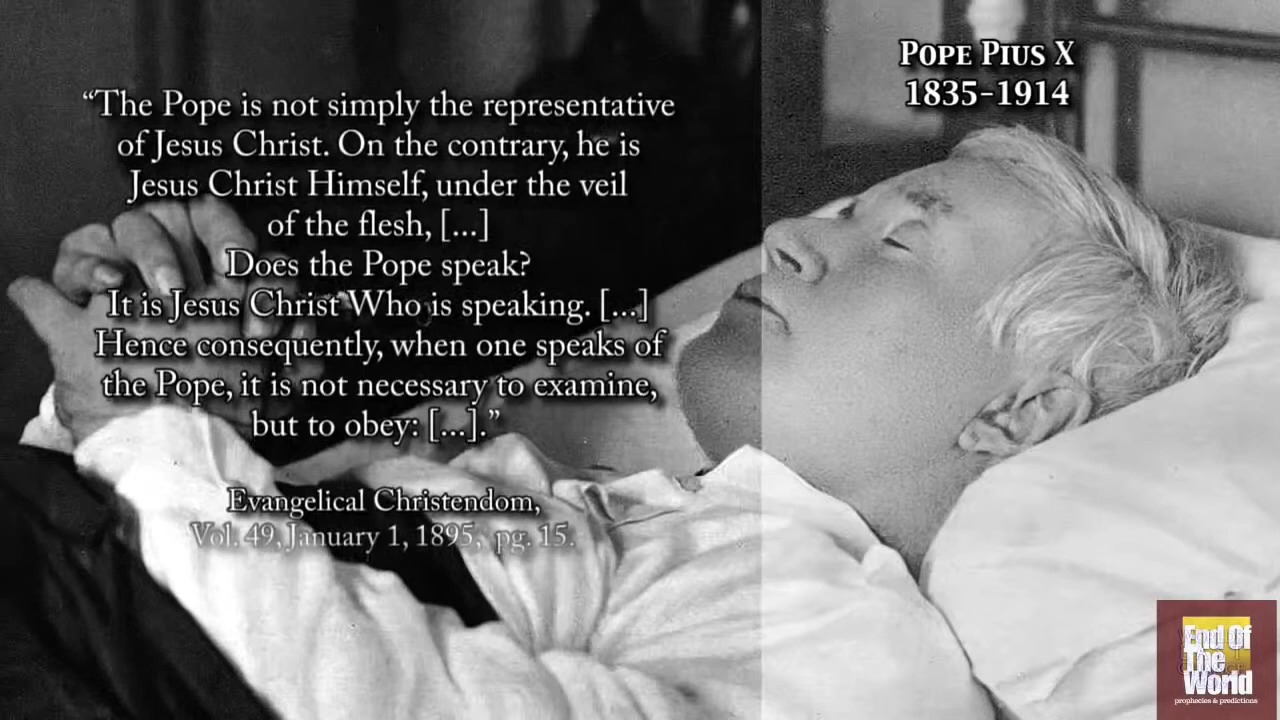 “The Pope is not simply the representative
of Jesus Christ. On the contrary, he is
Jesus Christ Himself, under the veil
of the flesh, [...]
Does the Pope speak?
It is Jesus Christ Who is speaking. [...]
Hence consequently, when one speaks of
the Pope, it is not necessary to examine,
but to obey: [...].”
Evangelical Christendom,
Vol. 49, January 1, 1895, pg. 15.
POPE PIUS X
1835-1914
End Of
The
World
prophecies & predictions